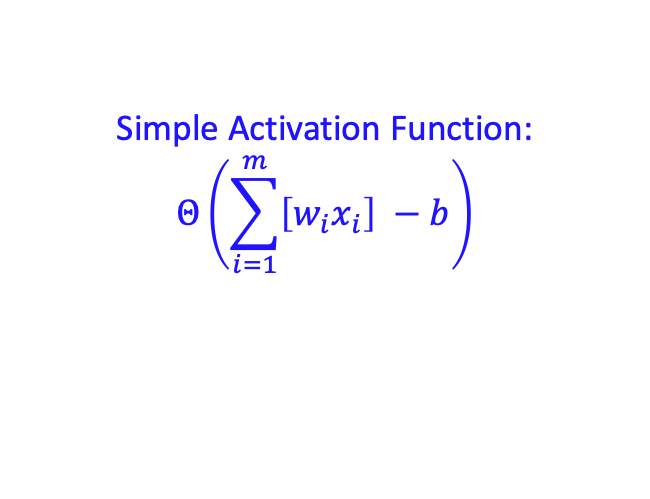 Simple Activation Function:
Θ(∑_{i=1}^{m}[w_i x_i] − b)